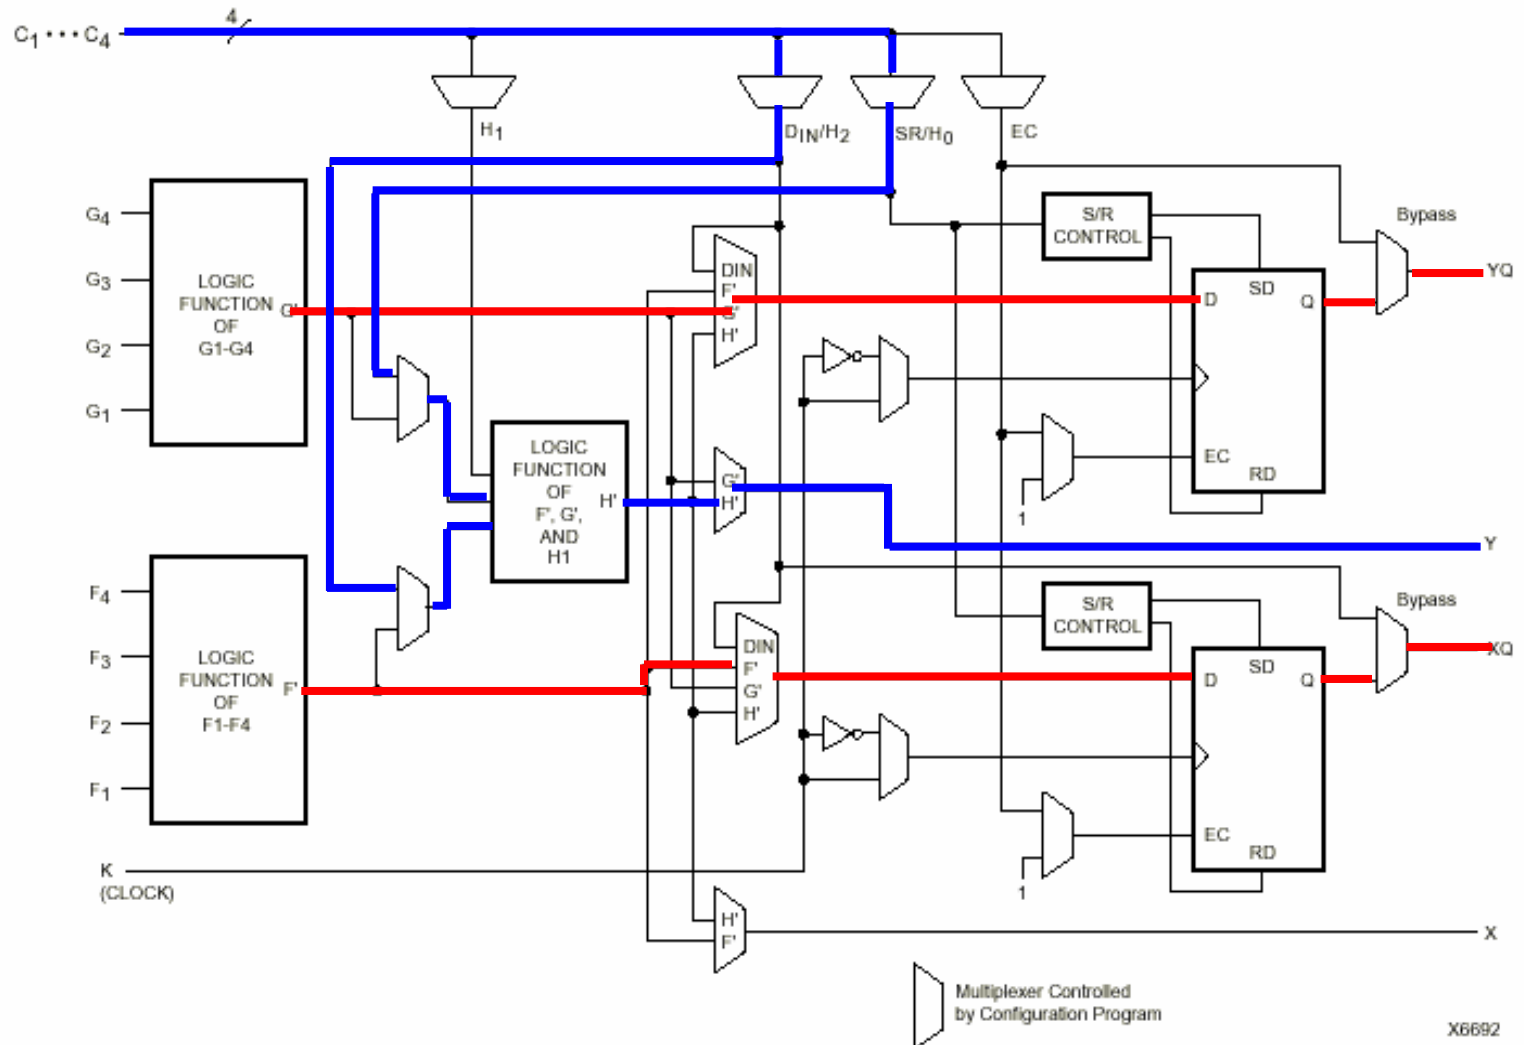 4
C1 • • • C4
H1
DIN/H2
SR/H0
EC
G4
G3
G2
G1
LOGIC
FUNCTION
OF
G1-G4
G'
DIN
F'
G'
H'
S/R
CONTROL
Bypass
YQ
D
SD
Q
EC
RD
1
LOGIC
FUNCTION
OF
F', G',
AND
H1
H'
G'
H'
Y
F4
F3
F2
F1
LOGIC
FUNCTION
OF
F1-F4
F'
DIN
F'
G'
H'
S/R
CONTROL
Bypass
XQ
D
SD
Q
EC
RD
1
K
(CLOCK)
H'
F'
X
Multiplexer Controlled
by Configuration Program
X6692